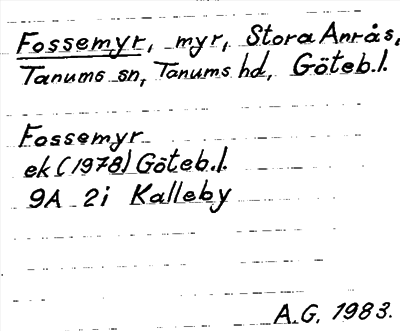 Fossemyr, myr, Stora Anrås,
Tanums sn, Tanums hd, Göteb.l.
Fossemyr
ek (1978) Göteb.l.
9A 2i Kalleby
A.G. 1983.